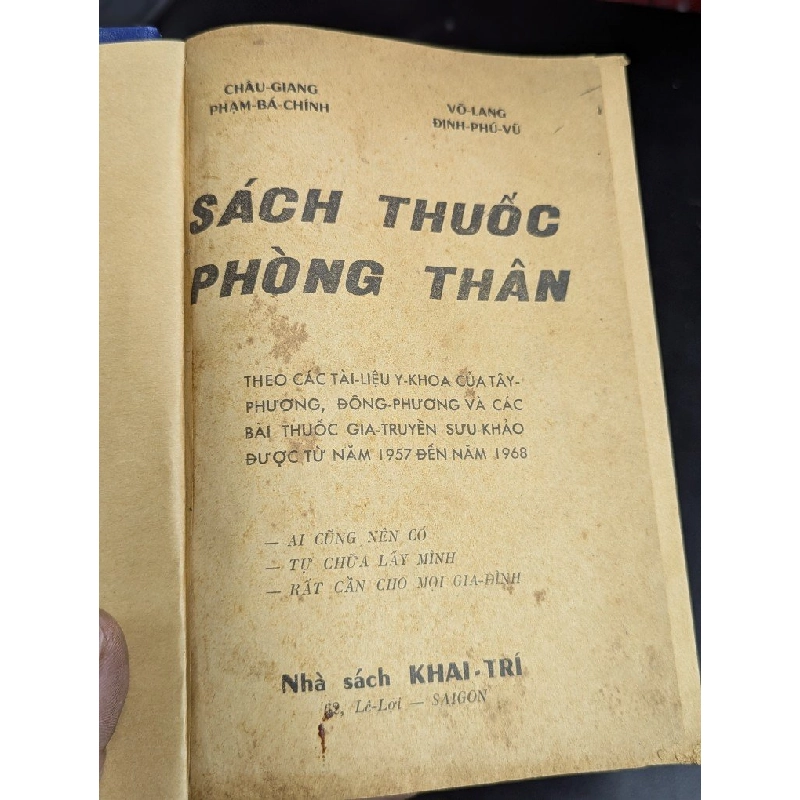 CHÂU-GIANG
PHẠM-BÁ-CHÍNH
VÕ-LANG
ĐINH-PHÚ-VŨ
SÁCH THUỐC
PHÒNG THÂN
THEO CÁC TÀI-LIỆU Y-KHOA CỦA TÂY-
PHƯƠNG, ĐÔNG-PHƯƠNG VÀ CÁC
BÀI THUỐC GIA-TRUYỀN SƯU-KHẢO
ĐƯỢC TỪ NĂM 1957 ĐẾN NĂM 1968
— AI CŨNG NÊN CÓ
— TỰ CHỮA LẤY MÌNH
— RẤT CẦN CHO MỌI GIA-ĐÌNH
Nhà sách KHAI-TRÍ
62, Lê-Lợi — SAIGON